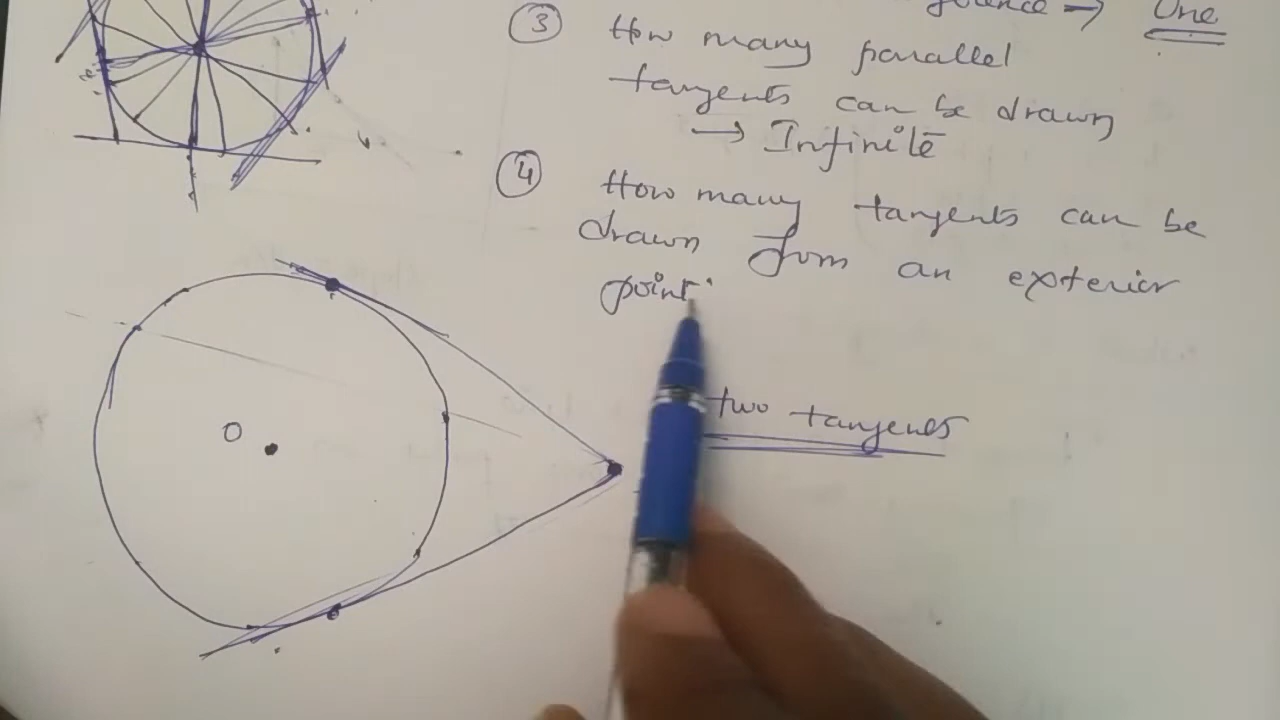 → One
③ How many parallel
tangents can be drawn
→ Infinite
④ How many tangents can be
drawn from an exterior
point.
two tangents
O